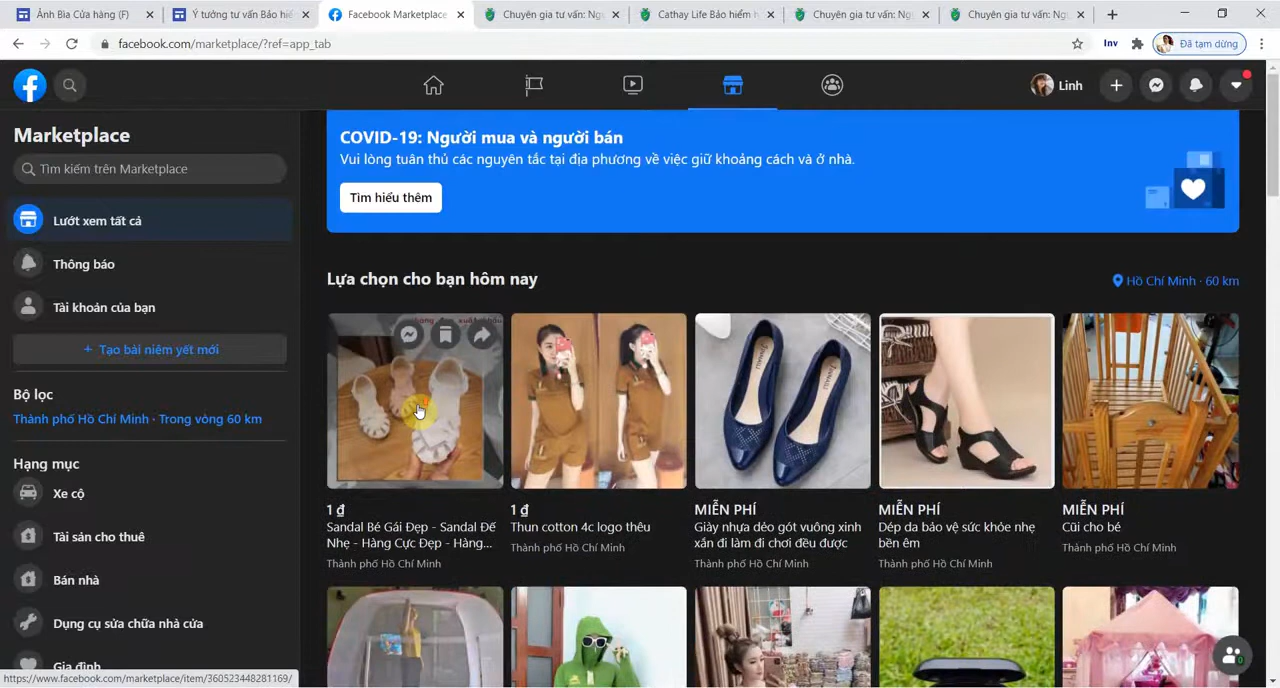 Ảnh Bìa Cửa hàng (F)
Ý tưởng tư vấn Bảo hiể
Facebook Marketplace
Chuyên gia tư vấn: Ngu
Cathay Life Bảo hiểm
Chuyên gia tư vấn: Ngu
Chuyên gia tư vấn: Ngu
facebook.com/marketplace/?ref=app_tab
Inv
Đã tạm dừng
Linh
Marketplace
Tìm kiếm trên Marketplace
Lướt xem tất cả
Thông báo
Tài khoản của bạn
+ Tạo bài niêm yết mới
Bộ lọc
Thành phố Hồ Chí Minh · Trong vòng 60 km
Hạng mục
Xe cộ
Tài sản cho thuê
Bán nhà
Dụng cụ sửa chữa nhà cửa
Gia đình
COVID-19: Người mua và người bán
Vui lòng tuân thủ các nguyên tắc tại địa phương về việc giữ khoảng cách và ở nhà.
Tìm hiểu thêm
Lựa chọn cho bạn hôm nay
Hồ Chí Minh · 60 km
1 ₫
Sandal Bé Gái Đẹp - Sandal Đế
Nhẹ - Hàng Cực Đẹp - Hàng...
Thành phố Hồ Chí Minh
1 ₫
Thun cotton 4c logo thêu
Thành phố Hồ Chí Minh
MIỄN PHÍ
Giày nhựa dẻo gót vuông xinh
xắn đi làm đi chơi đều được
Thành phố Hồ Chí Minh
MIỄN PHÍ
Dép da bảo vệ sức khỏe nhẹ
bền êm
Thành phố Hồ Chí Minh
MIỄN PHÍ
Cũi cho bé
Thành phố Hồ Chí Minh
0
https://www.facebook.com/marketplace/item/360523448281169/